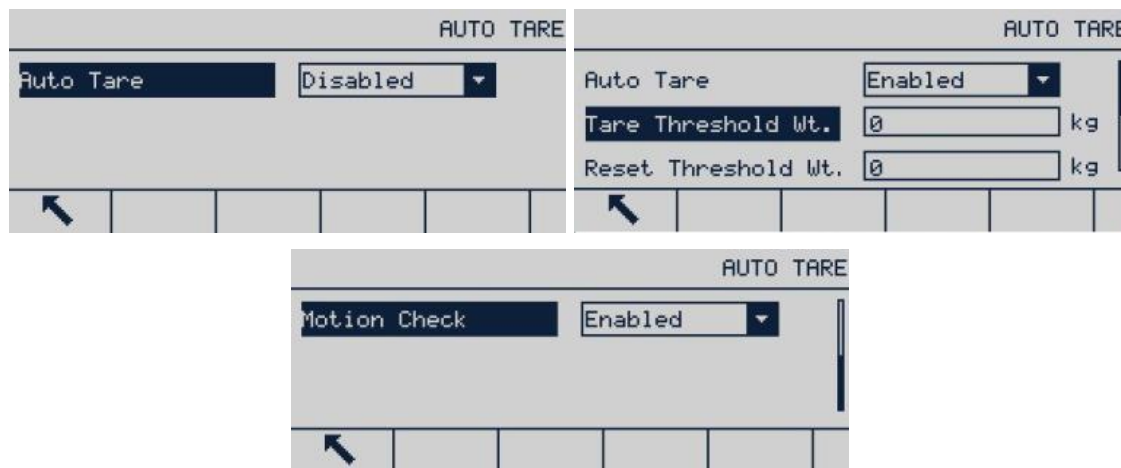 AUTO TARE
Auto Tare Disabled
AUTO TARE
Auto Tare Enabled
Tare Threshold Wt. 0 kg
Reset Threshold Wt. 0 kg
AUTO TARE
Motion Check Enabled